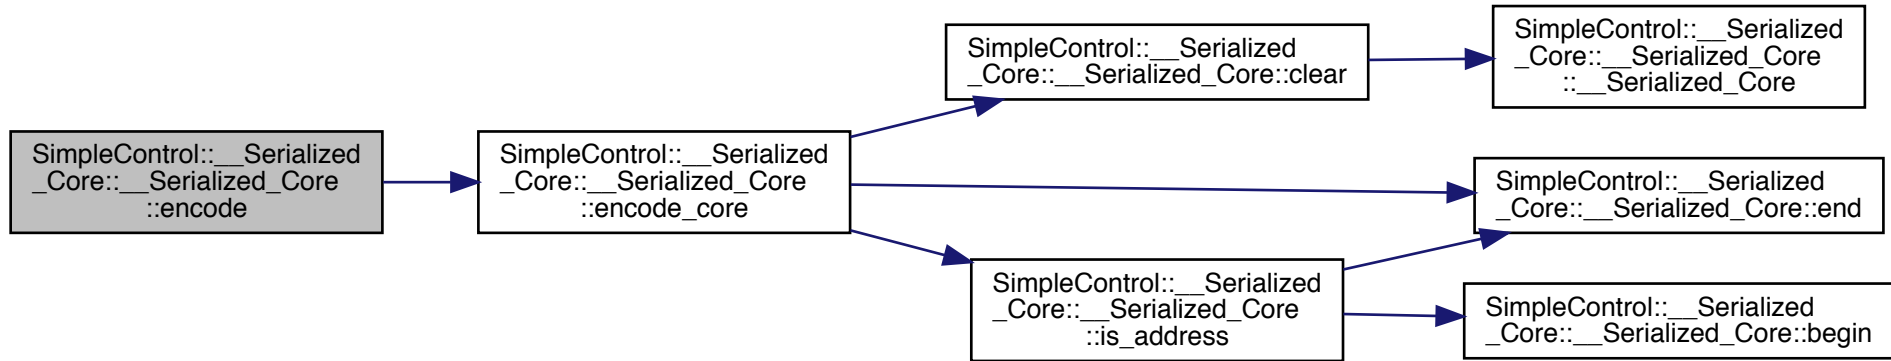 SimpleControl::__Serialized
_Core::__Serialized_Core
::encode
SimpleControl::__Serialized
_Core::__Serialized_Core
::encode_core
SimpleControl::__Serialized
_Core::__Serialized_Core::clear
SimpleControl::__Serialized
_Core::__Serialized_Core
::__Serialized_Core
SimpleControl::__Serialized
_Core::__Serialized_Core::end
SimpleControl::__Serialized
_Core::__Serialized_Core
::is_address
SimpleControl::__Serialized
_Core::__Serialized_Core::begin